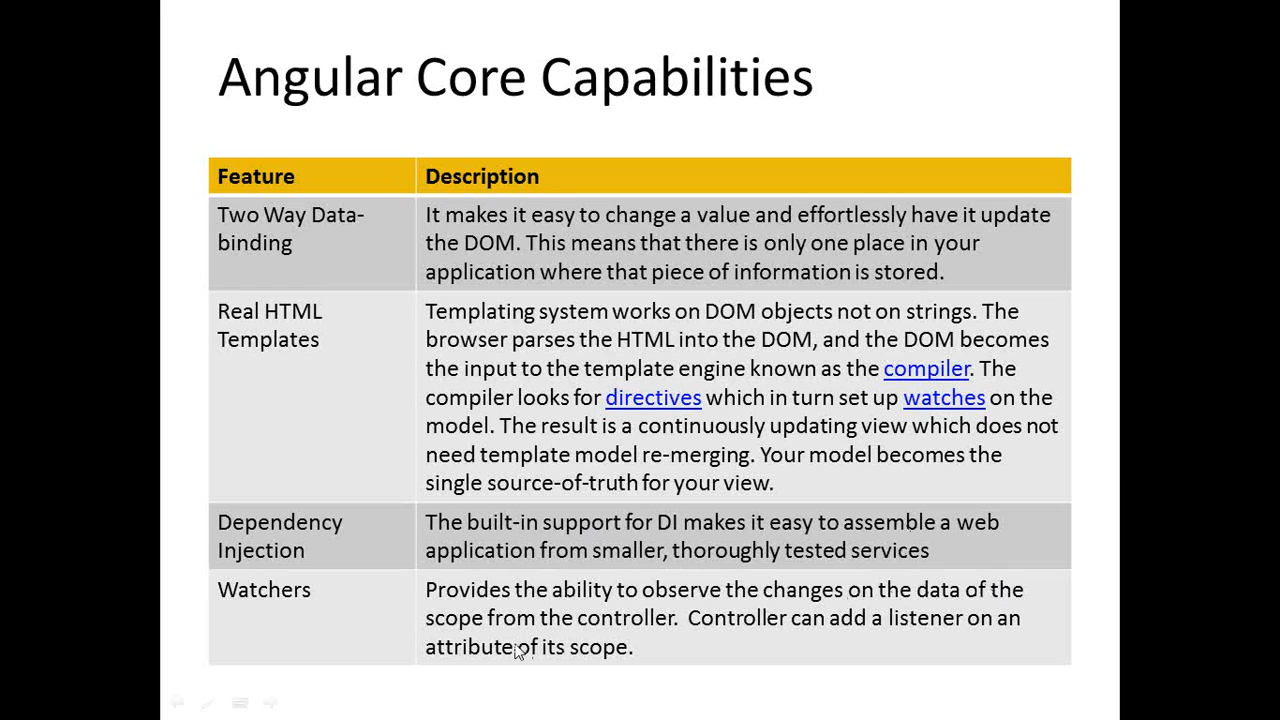 Angular Core Capabilities
Feature
Description
Two Way Data-
binding
It makes it easy to change a value and effortlessly have it update
the DOM. This means that there is only one place in your
application where that piece of information is stored.
Real HTML
Templates
Templating system works on DOM objects not on strings. The
browser parses the HTML into the DOM, and the DOM becomes
the input to the template engine known as the compiler. The
compiler looks for directives which in turn set up watches on the
model. The result is a continuously updating view which does not
need template model re-merging. Your model becomes the
single source-of-truth for your view.
Dependency
Injection
The built-in support for DI makes it easy to assemble a web
application from smaller, thoroughly tested services
Watchers
Provides the ability to observe the changes on the data of the
scope from the controller.  Controller can add a listener on an
attribute of its scope.